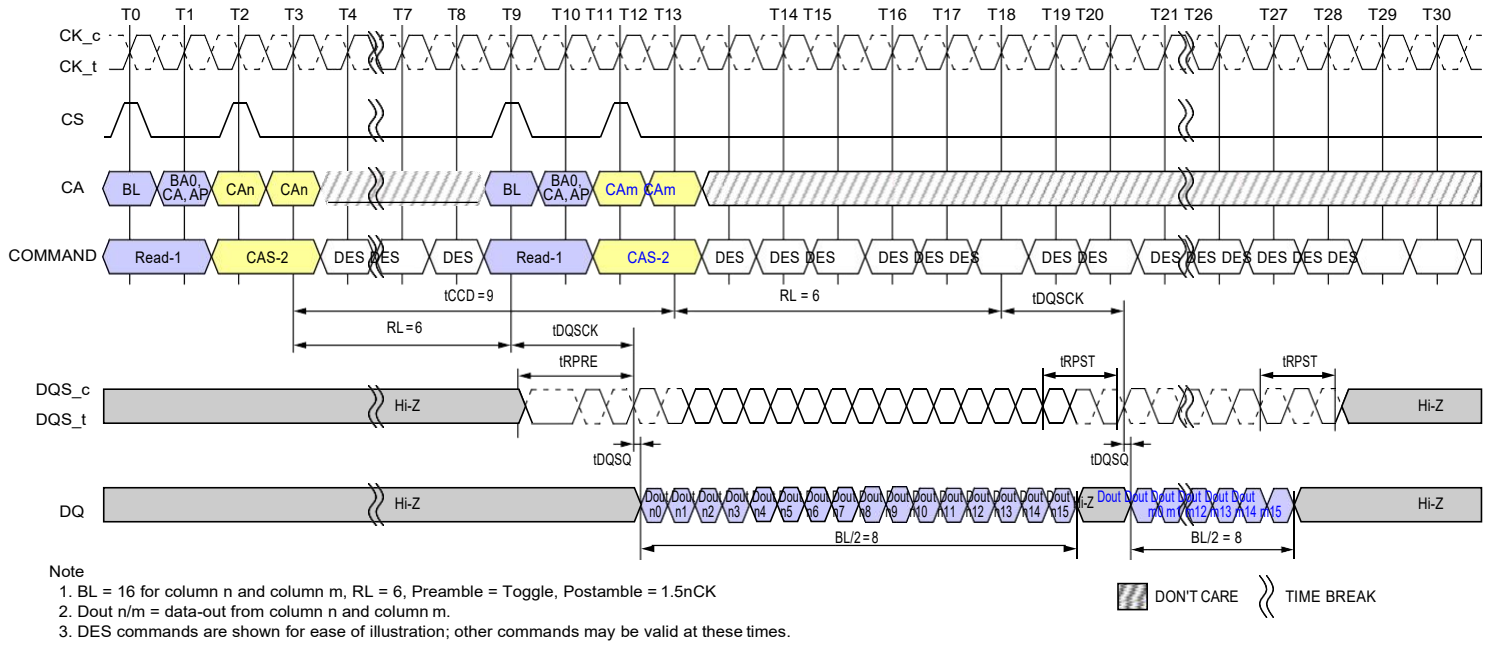 T0 T1 T2 T3 T4 T7 T8 T9 T10 T11 T12 T13 T14 T15 T16 T17 T18 T19 T20 T21 T26 T27 T28 T29 T30
CK_c
CK_t
CS
CA BL BA0, CA, AP CAn CAn BL BA0, CA, AP CAm CAm
COMMAND Read-1 CAS-2 DES DES DES Read-1 CAS-2 DES DES DES DES DES DES DES DES DES DES DES DES DES DES
tCCD = 9 RL = 6 tDQSCK
RL = 6 tDQSCK
tRPRE tRPST tRPST
DQS_c
DQS_t
Hi-Z Hi-Z
tDQSQ tDQSQ
DQ Hi-Z Hi-Z Hi-Z
Dout Dout Dout Dout Dout Dout Dout Dout Dout Dout Dout Dout Dout Dout Dout Dout Dout Dout Dout Dout Dout Dout
n0 n1 n2 n3 n4 n5 n6 n7 n8 n9 n10 n11 n12 n13 n14 n15 m0 m1 m12 m13 m14 m15
BL/2 = 8 BL/2 = 8
Note
1. BL = 16 for column n and column m, RL = 6, Preamble = Toggle, Postamble = 1.5nCK
2. Dout n/m = data-out from column n and column m.
3. DES commands are shown for ease of illustration; other commands may be valid at these times.
DON'T CARE TIME BREAK